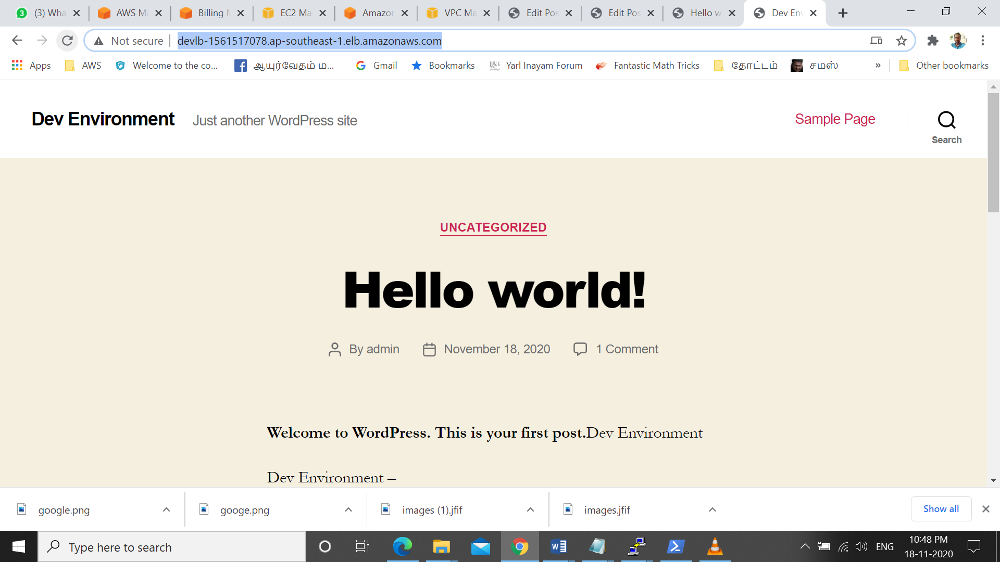 3 (3) Wha AWS Ma Billing M EC2 Ma Amazon VPC Ma Edit Pos Edit Pos Hello w Dev Env
Not secure devlb-1561517078.ap-southeast-1.elb.amazonaws.com
Apps AWS Welcome to the co... ஆயுர்வேதம் ம... Gmail Bookmarks Yarl Inayam Forum Fantastic Math Tricks தோட்டம் சமஸ் » Other bookmarks
Dev Environment Just another WordPress site Sample Page
Search
UNCATEGORIZED
Hello world!
By admin November 18, 2020 1 Comment
Welcome to WordPress. This is your first post.Dev Environment
Dev Environment –
google.png googe.png images (1).jfif images.jfif Show all
Type here to search ENG 10:48 PM
18-11-2020